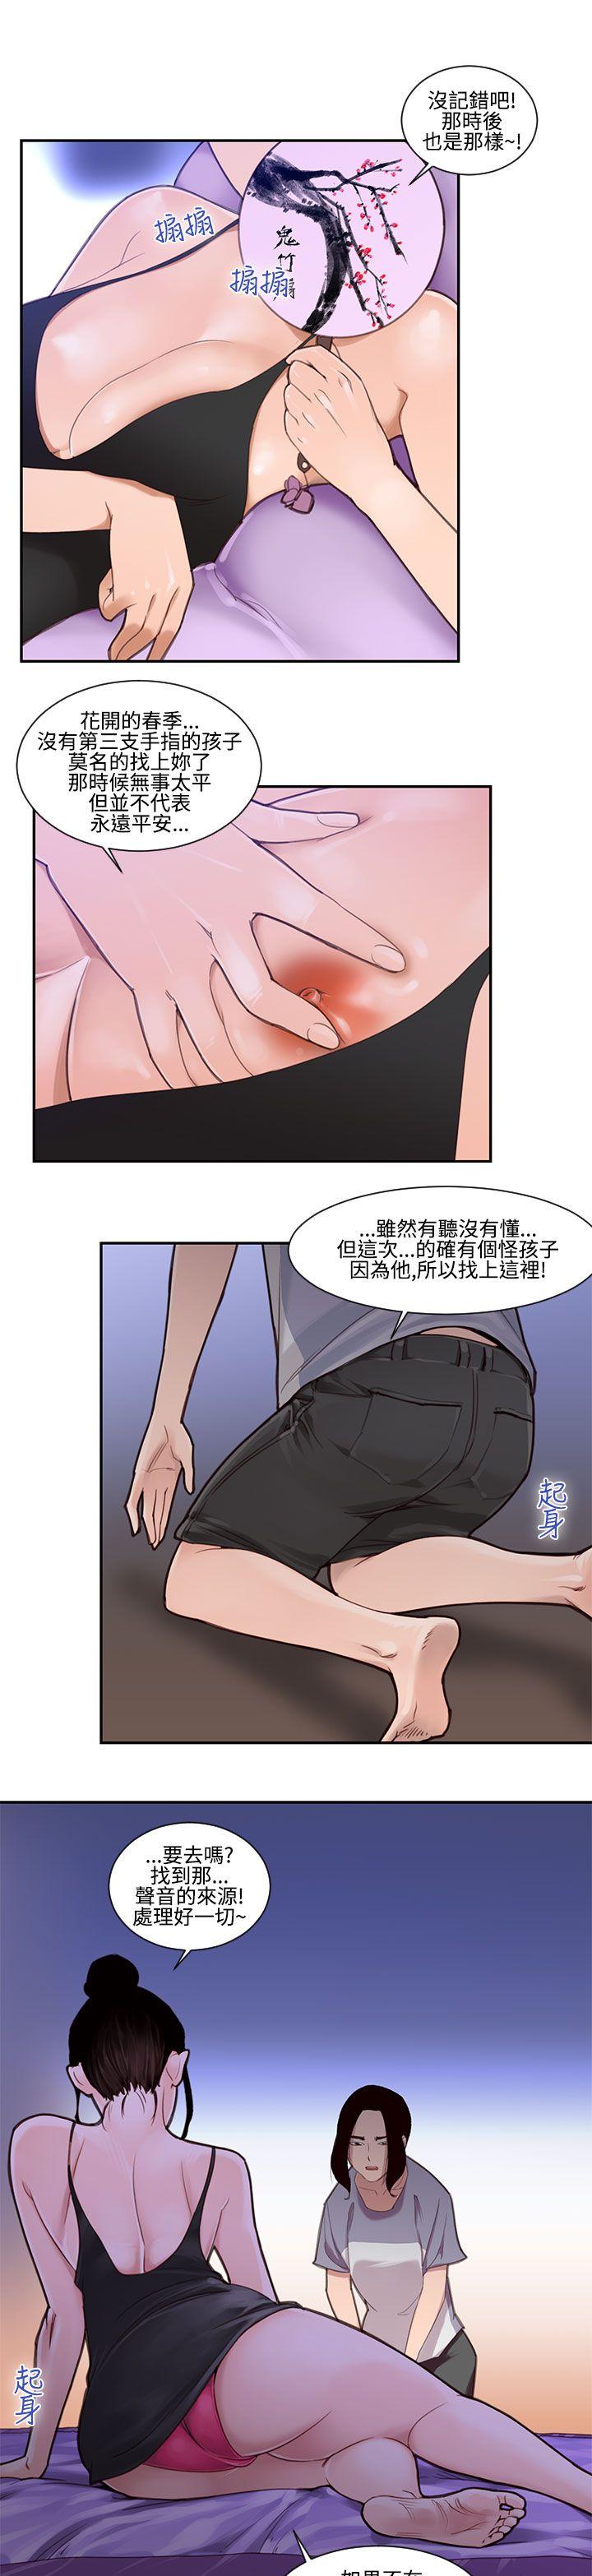 沒記錯吧!
那時後
也是那樣~!
搧搧
搧搧
鬼
竹
花開的春季...
沒有第三支手指的孩子
莫名的找上妳了
那時候無事太平
但並不代表
永遠平安...
...雖然有聽沒有懂...
但這次...的確有個怪孩子
因為他,所以找上這裡!
起身
...要去嗎?
找到那...
聲音的來源!
處理好一切~
起身
如果不在